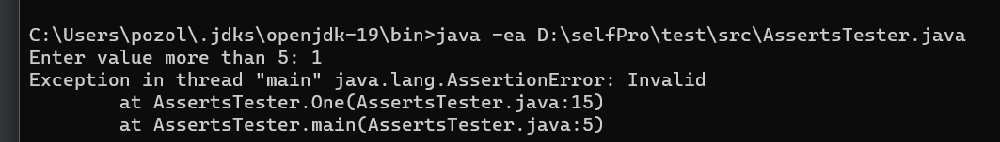 C:\Users\pozol\.jdks\openjdk-19\bin>java -ea D:\selfPro\test\src\AssertsTester.java
Enter value more than 5: 1
Exception in thread "main" java.lang.AssertionError: Invalid
        at AssertsTester.One(AssertsTester.java:15)
        at AssertsTester.main(AssertsTester.java:5)